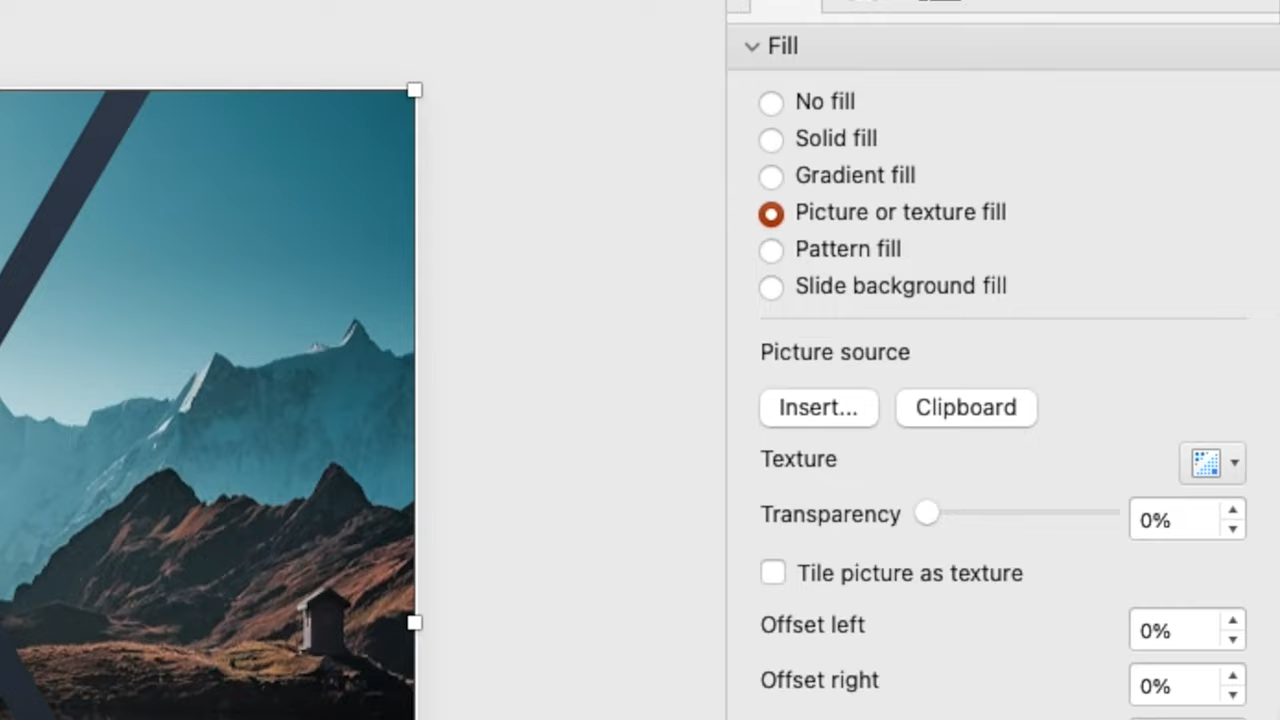 Fill
No fill
Solid fill
Gradient fill
Picture or texture fill
Pattern fill
Slide background fill
Picture source
Insert...
Clipboard
Texture
Transparency
0%
Tile picture as texture
Offset left
0%
Offset right
0%